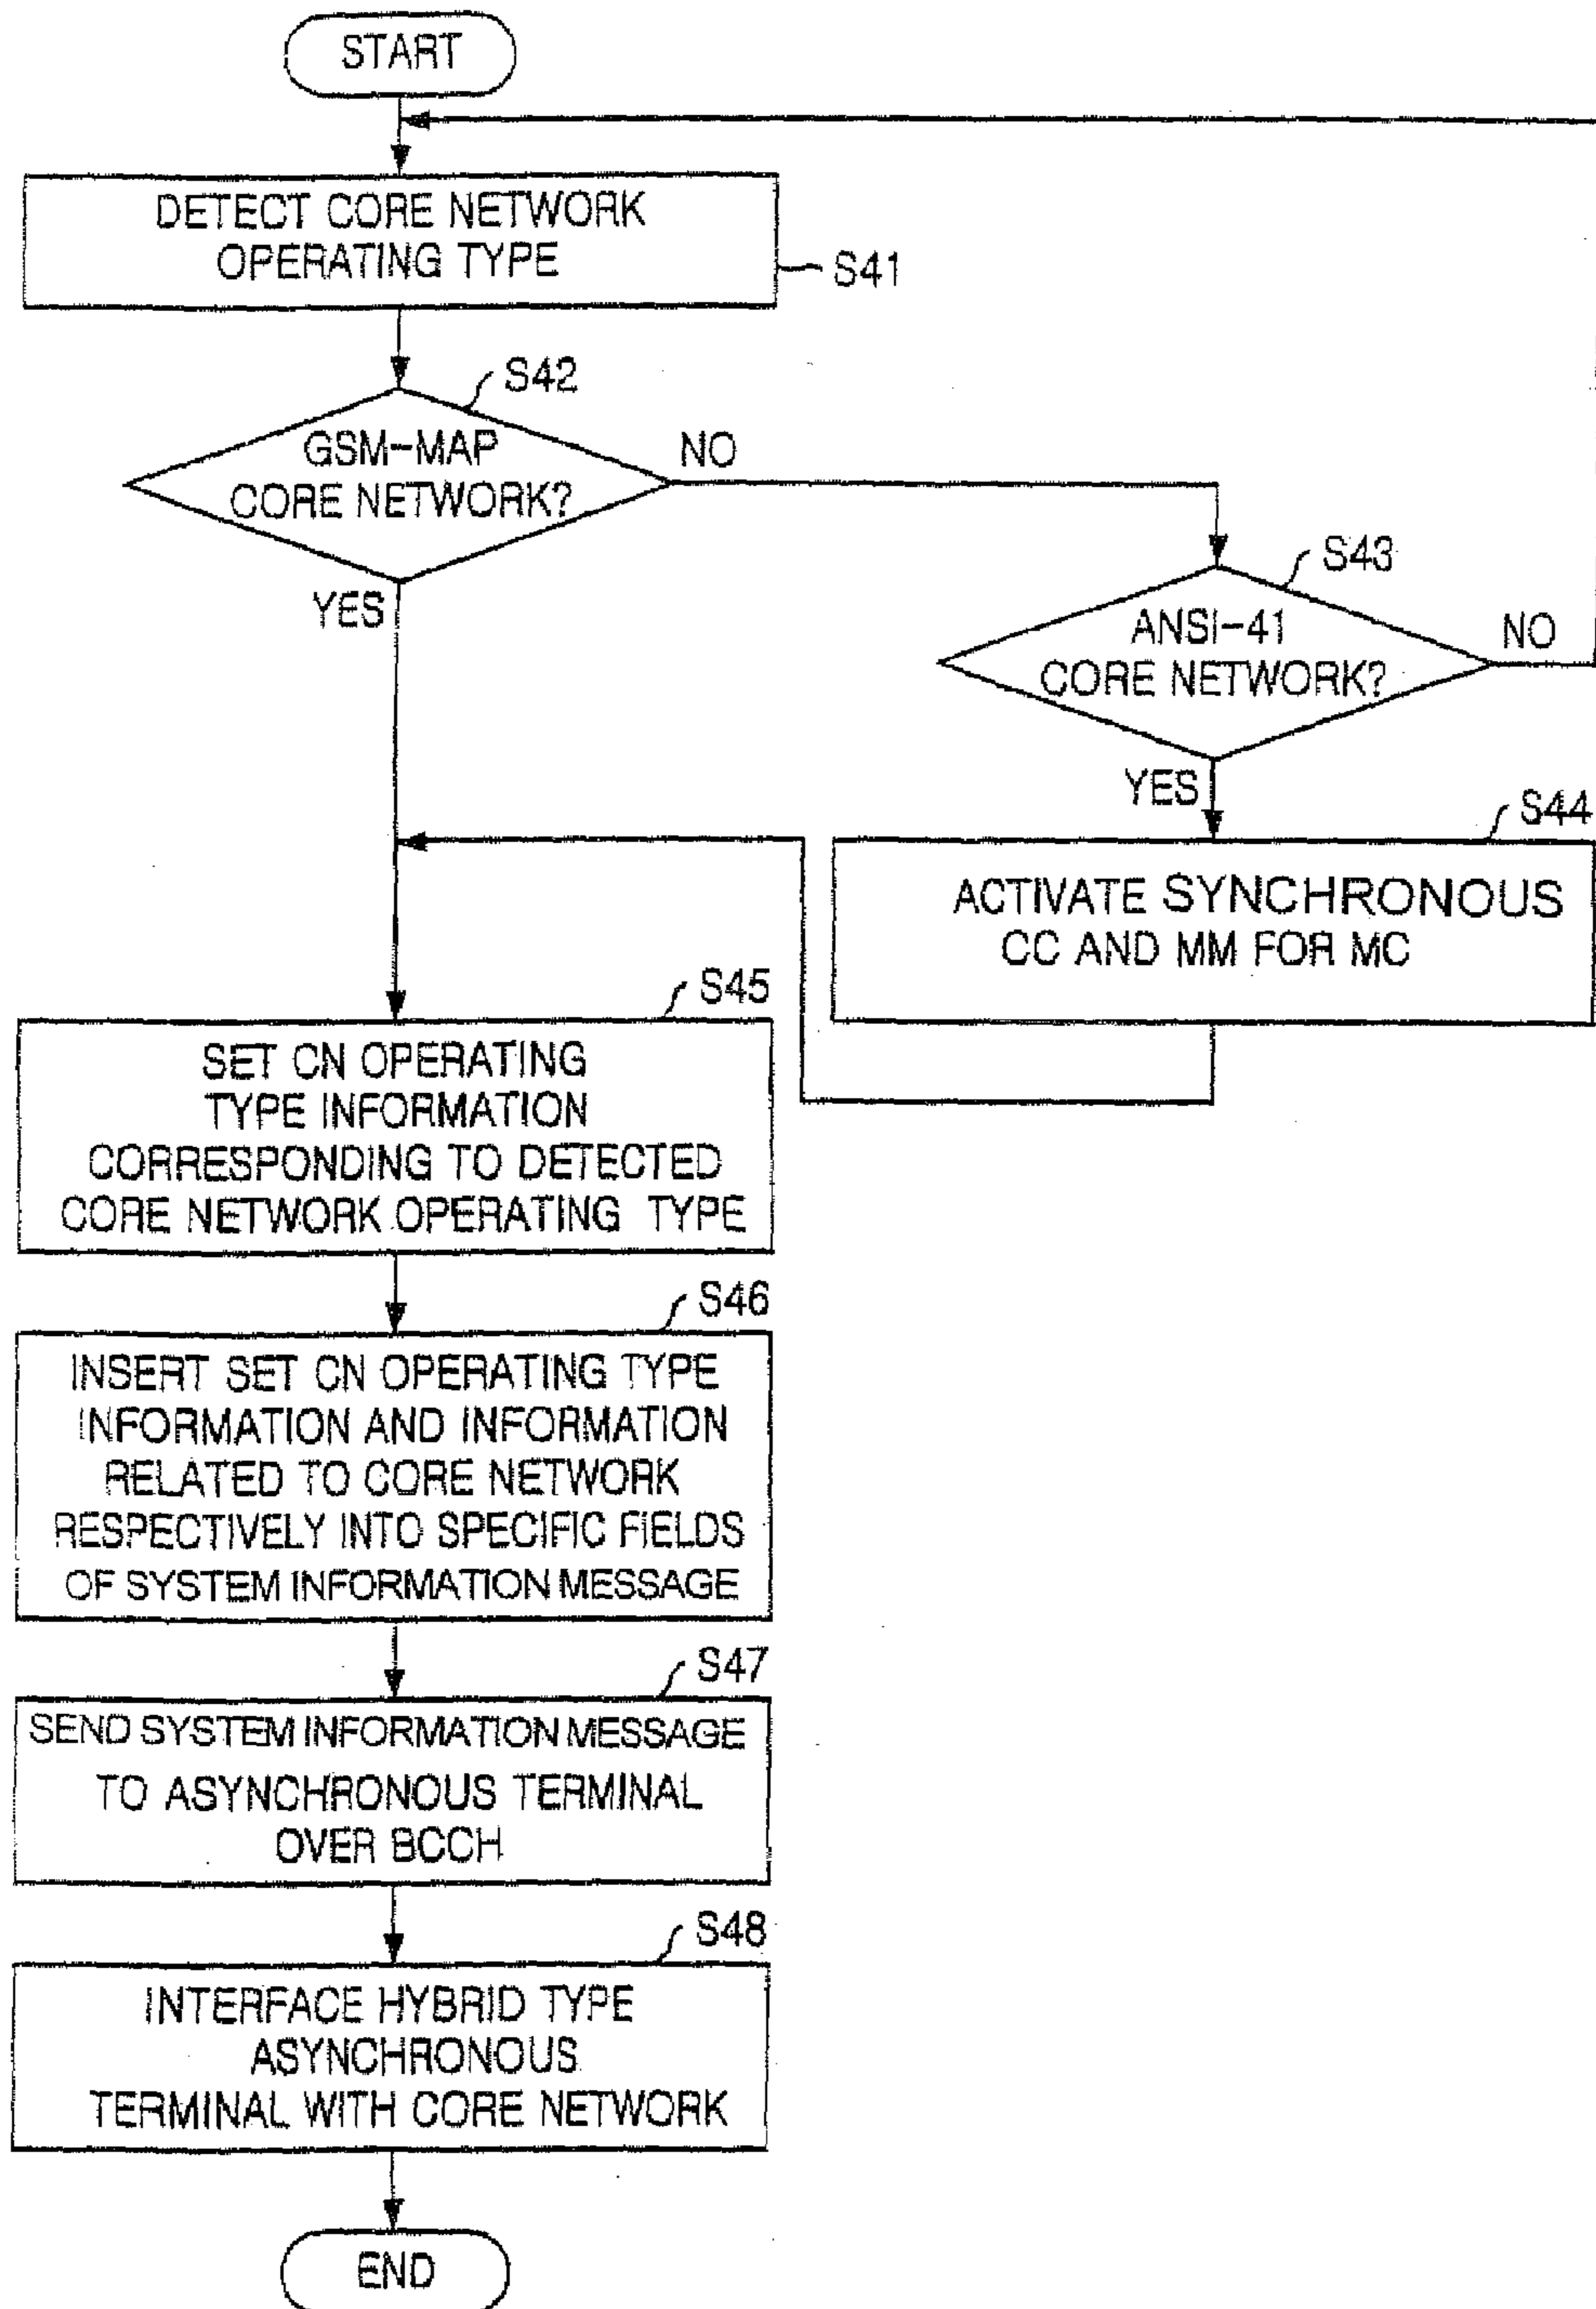 START
DETECT CORE NETWORK
OPERATING TYPE
S41
S42
GSM-MAP
CORE NETWORK?
NO
YES
S43
ANSI-41
CORE NETWORK?
NO
YES
S44
ACTIVATE SYNCHRONOUS
CC AND MM FOR MC
S45
SET CN OPERATING
TYPE INFORMATION
CORRESPONDING TO DETECTED
CORE NETWORK OPERATING TYPE
S46
INSERT SET CN OPERATING TYPE
INFORMATION AND INFORMATION
RELATED TO CORE NETWORK
RESPECTIVELY INTO SPECIFIC FIELDS
OF SYSTEM INFORMATION MESSAGE
S47
SEND SYSTEM INFORMATION MESSAGE
TO ASYNCHRONOUS TERMINAL
OVER BCCH
S48
INTERFACE HYBRID TYPE
ASYNCHRONOUS
TERMINAL WITH CORE NETWORK
END